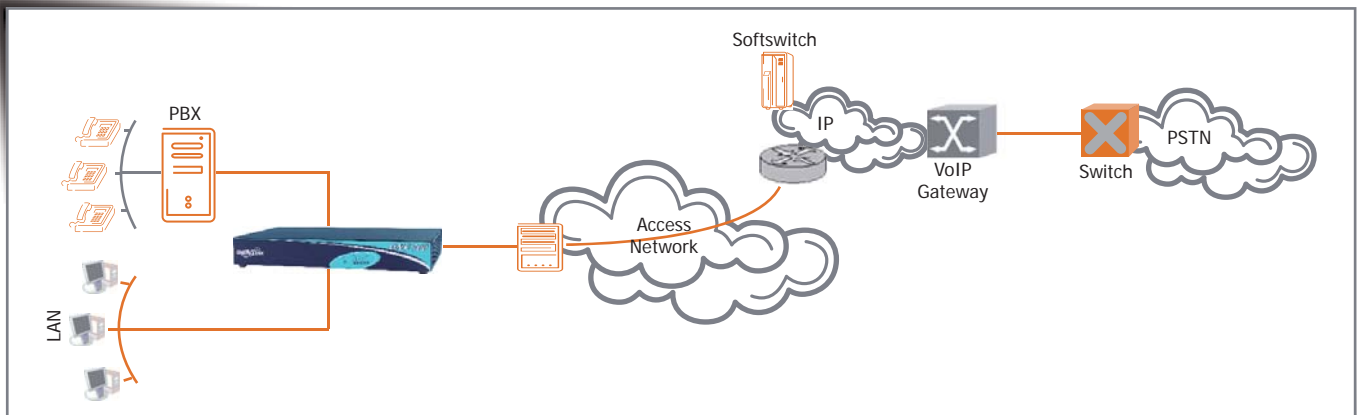 Softswitch
PBX
IP
PSTN
VoIP
Gateway
Switch
Access
Network
LAN